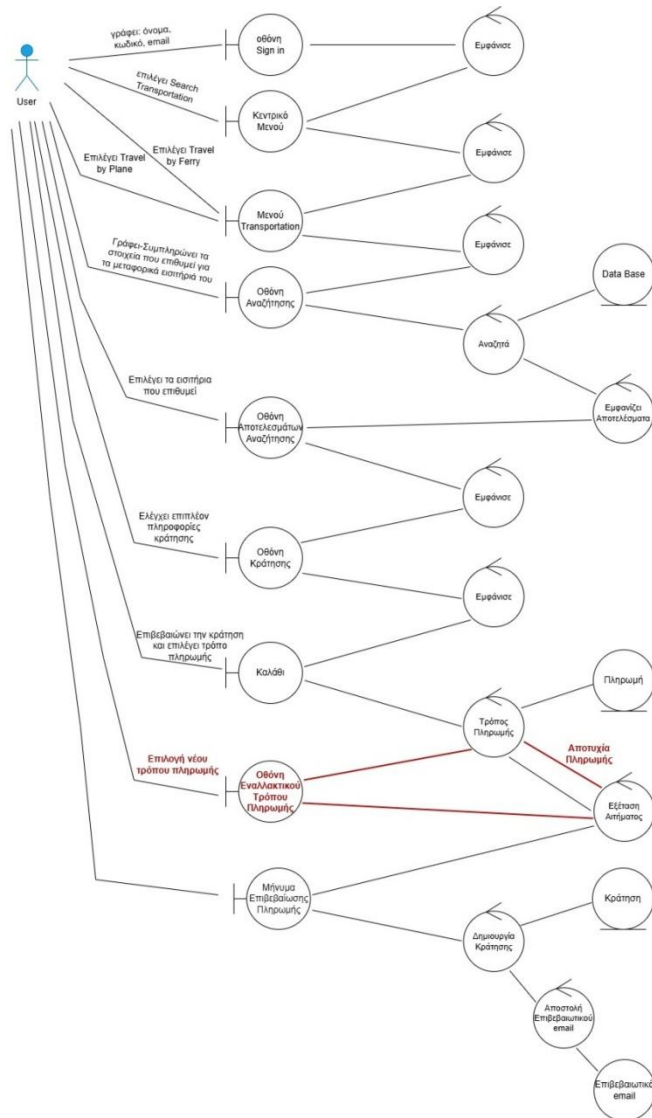 γράφει: όνομα,
κωδικό, email
οθόνη
Sign in
Εμφάνισε
User
επιλέγει Search
Transportation
Κεντρικό
Μενού
Επιλέγει Travel
by Plane
Επιλέγει Travel
by Ferry
Εμφάνισε
Μενού
Transportation
Γράφει-Συμπληρώνει τα
στοιχεία που επιθυμεί για
τα μεταφορικά εισιτήριά του
Εμφάνισε
Οθόνη
Αναζήτησης
Data Base
Αναζητά
Επιλέγει τα εισιτήρια
που επιθυμεί
Οθόνη
Αποτελεσμάτων
Αναζήτησης
Εμφανίζει
Αποτελέσματα
Εμφάνισε
Ελέγχει επιπλέον
πληροφορίες
κράτησης
Οθόνη
Κράτησης
Εμφάνισε
Επιβεβαιώνει την κράτηση
και επιλέγει τρόπο
πληρωμής
Καλάθι
Πληρωμή
Τρόπος
Πληρωμής
Επιλογή νέου
τρόπου πληρωμής
Οθόνη
Εναλλακτικού
Τρόπου
Πληρωμής
Αποτυχία
Πληρωμής
Εξέταση
Αιτήματος
Μήνυμα
Επιβεβαίωσης
Πληρωμής
Κράτηση
Δημιουργία
Κράτησης
Αποστολή
Επιβεβαιωτικού
email
Επιβεβαιωτικό
email